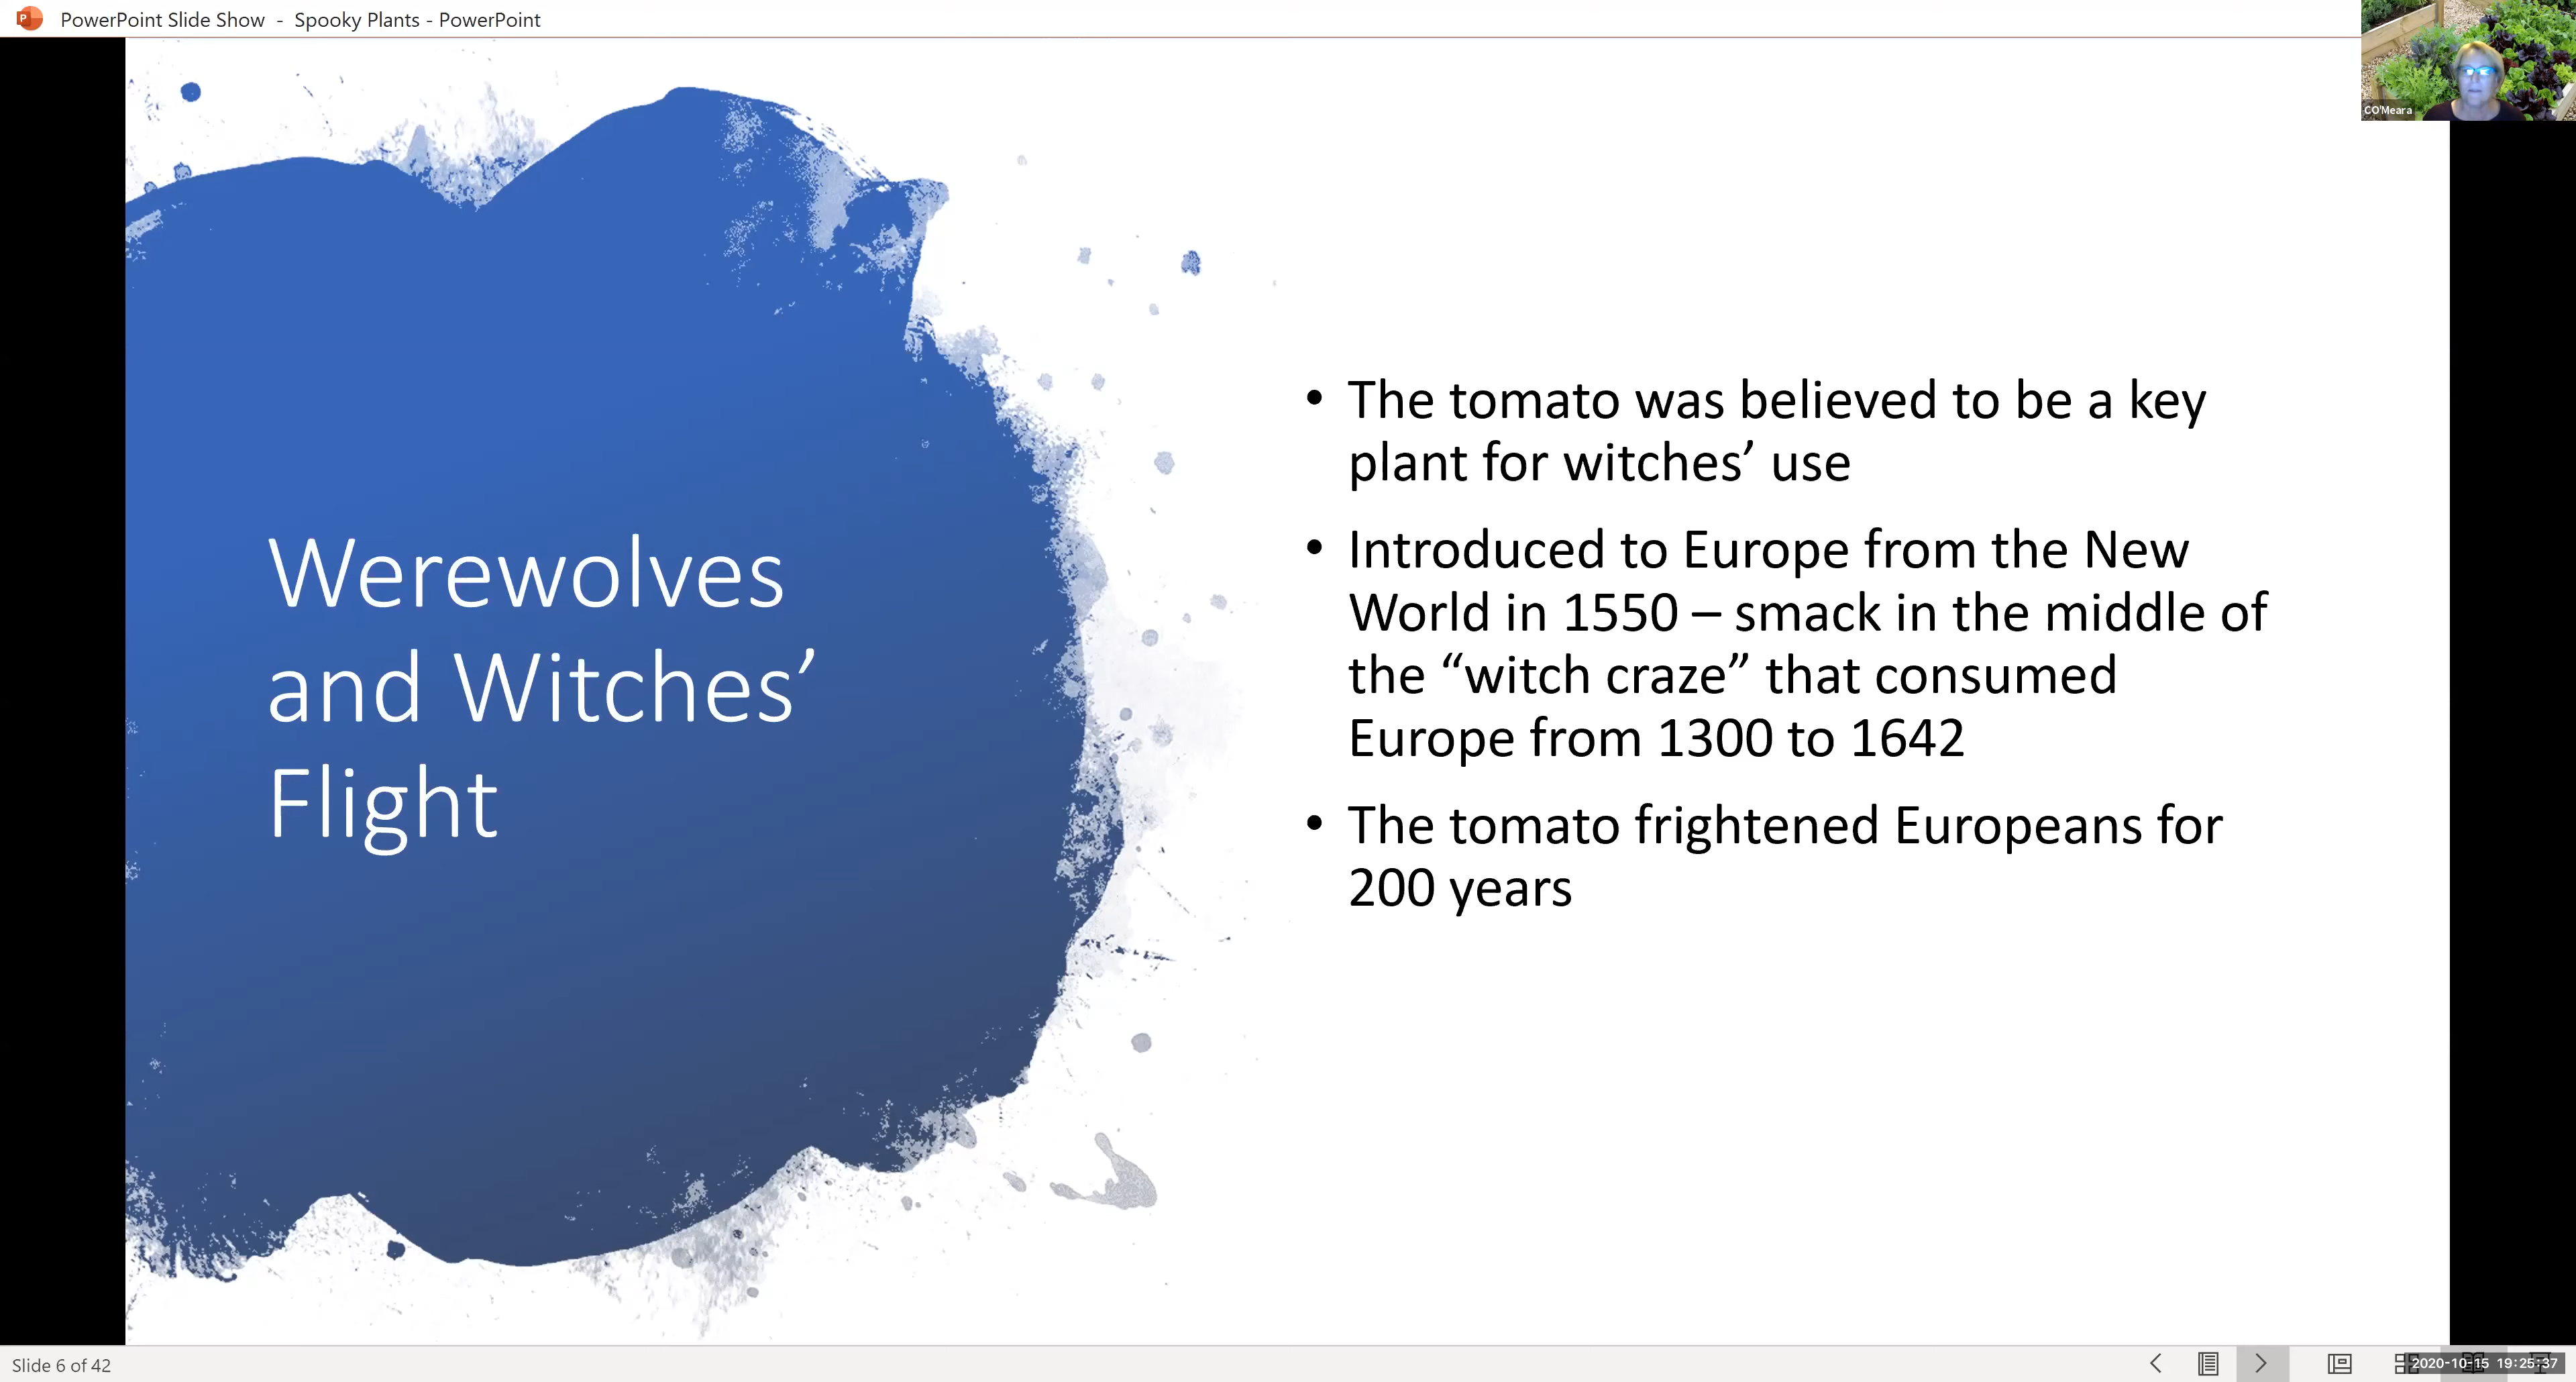 PowerPoint Slide Show - Spooky Plants - PowerPoint
CO'Meara
Werewolves
and Witches’
Flight
• The tomato was believed to be a key
plant for witches’ use
• Introduced to Europe from the New
World in 1550 – smack in the middle of
the “witch craze” that consumed
Europe from 1300 to 1642
• The tomato frightened Europeans for
200 years
Slide 6 of 42
2020-10-15 19:25:37